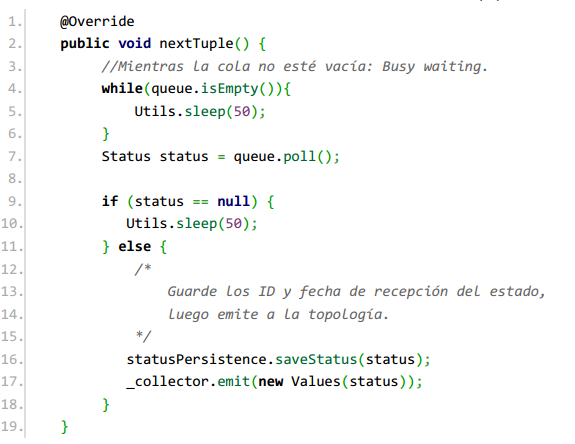 1. @Override
2. public void nextTuple() {
3. //Mientras la cola no esté vacía: Busy waiting.
4. while(queue.isEmpty()){
5. Utils.sleep(50);
6. }
7. Status status = queue.poll();
8.
9. if (status == null) {
10. Utils.sleep(50);
11. } else {
12. /*
13. Guarde los ID y fecha de recepción del estado,
14. luego emite a la topología.
15. */
16. statusPersistence.saveStatus(status);
17. _collector.emit(new Values(status));
18. }
19. }